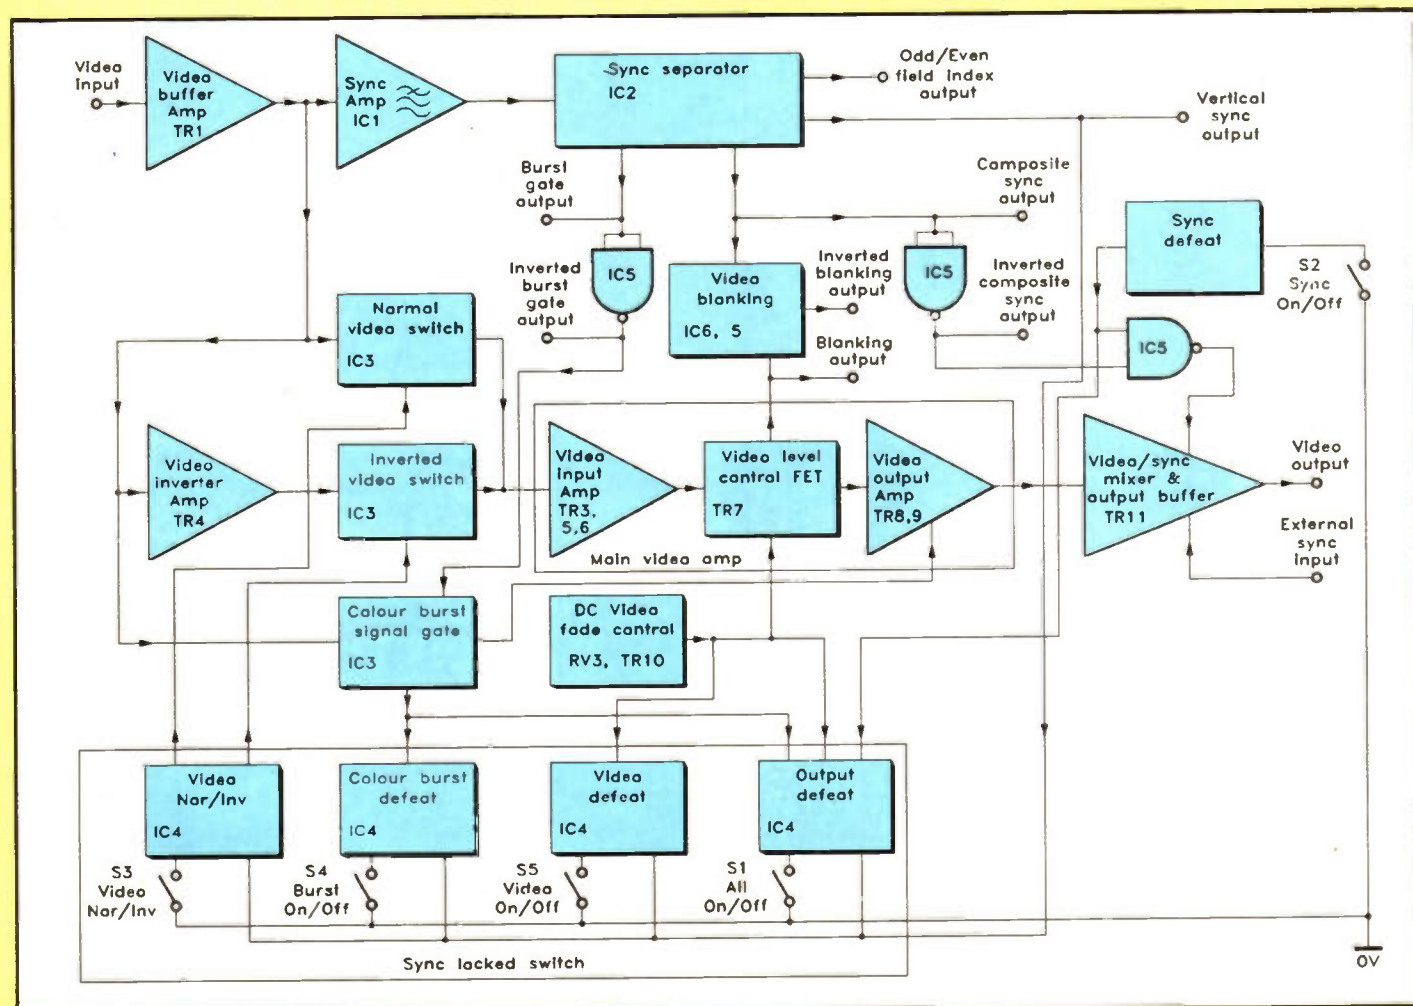 Video
input
Video
buffer
Amp
TR1
Sync
Amp
IC1
Sync separator
IC2
Odd/Even
field index
output
Vertical
sync
output
Burst
gate
output
Composite
sync
output
Sync
defeat
S2
Sync
On/Off
IC5
Inverted
burst
gate
output
Video
blanking
IC6, 5
Inverted
blanking
output
IC5
Inverted
composite
sync
output
Blanking
output
IC5
Normal
video switch
IC3
Video
inverter
Amp
TR4
Inverted
video switch
IC3
Video
input
Amp
TR3,
5,6
Video level
control FET
TR7
Video
output
Amp
TR8,9
Main video amp
Video/sync
mixer &
output buffer
TR11
Video
output
External
sync
input
Colour burst
signal gate
IC3
DC Video
fade control
RV3, TR10
Video
Nor/Inv
IC4
Colour burst
defeat
IC4
Video
defeat
IC4
Output
defeat
IC4
S3
Video
Nor/Inv
S4
Burst
On/Off
S5
Video
On/Off
S1
All
On/Off
Sync locked switch
0V